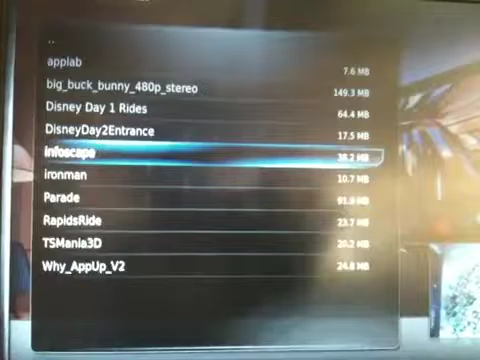 ..
applab 7.6 MB
big_buck_bunny_480p_stereo 149.3 MB
Disney Day 1 Rides 64.4 MB
DisneyDay2Entrance 17.5 MB
infoscape 38.2 MB
ironman 10.7 MB
Parade 91.9 MB
RapidsRide 23.7 MB
TSMania3D 20.2 MB
Why_AppUp_V2 24.8 MB